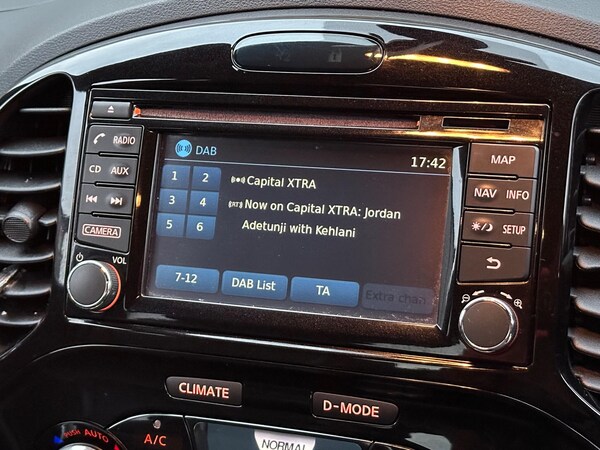 RADIO
CD AUX
CAMERA
VOL
DAB
17:42
1 2
3 4
5 6
Capital XTRA
Now on Capital XTRA: Jordan
Adetunji with Kehlani
7-12
DAB List
TA
Extra chan
MAP
NAV INFO
SETUP
CLIMATE
D-MODE
AUTO
A/C
NORMAL